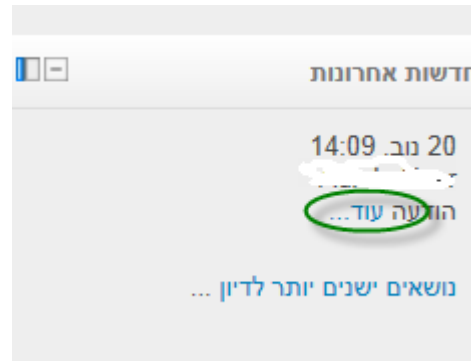 חדשות אחרונות
20 נוב. 14:09
הודעה עוד...
נושאים ישנים יותר לדיון ...